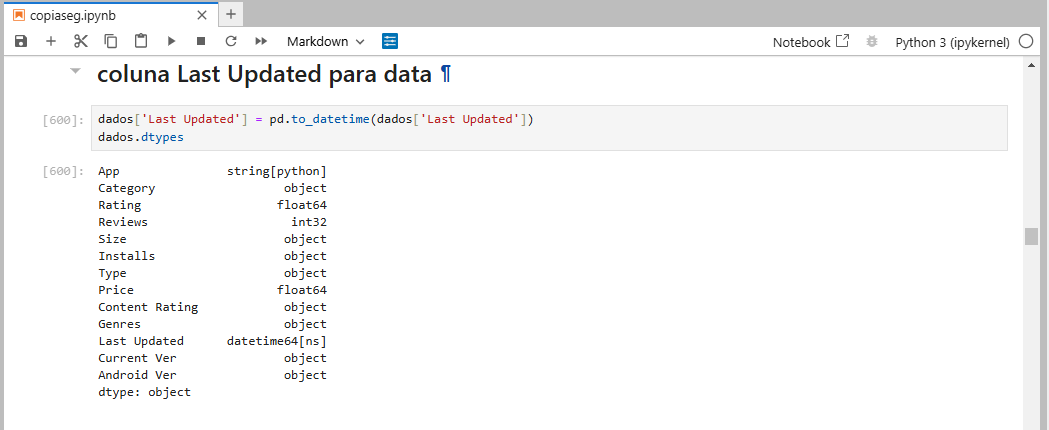 copiaseg.ipynb
Markdown
Notebook
Python 3 (ipykernel)
coluna Last Updated para data ¶
[600]: dados['Last Updated'] = pd.to_datetime(dados['Last Updated'])
dados.dtypes
[600]: App string[python]
Category object
Rating float64
Reviews int32
Size object
Installs object
Type object
Price float64
Content Rating object
Genres object
Last Updated datetime64[ns]
Current Ver object
Android Ver object
dtype: object